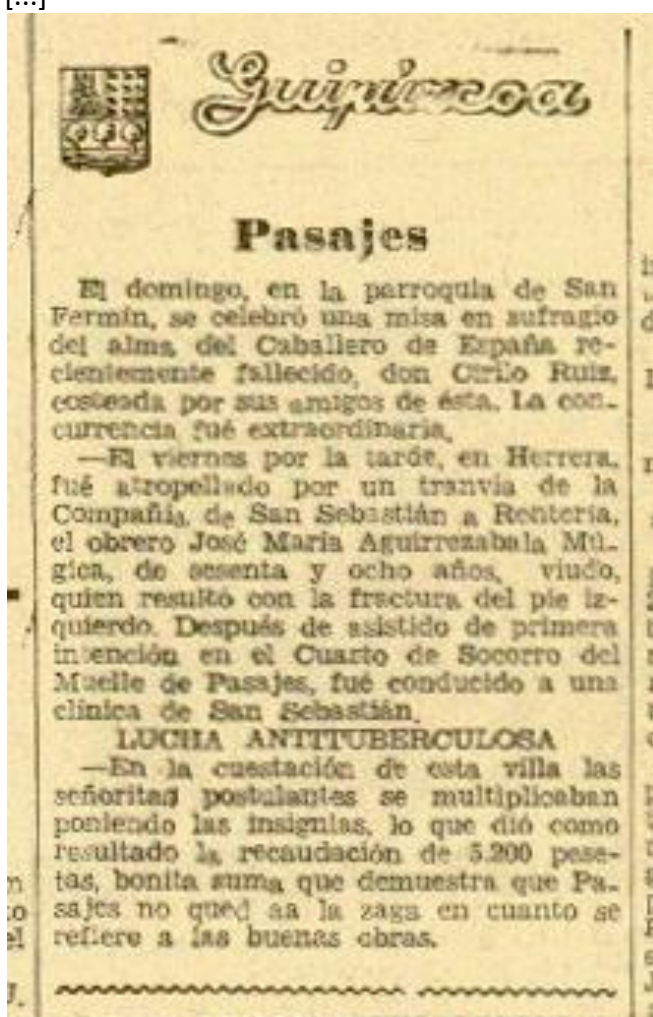 [...]
Guipúzcoa
Pasajes
El domingo, en la parroquia de San
Fermín, se celebró una misa en sufragio
del alma del Caballero de España re-
cientemente fallecido, don Cirilo Ruiz,
costeada por sus amigos de ésta. La con-
currencia fué extraordinaria.
—El viernes por la tarde, en Herrera,
fué atropellado por un tranvía de la
Compañía de San Sebastián a Rentería,
el obrero José María Aguirrezabala Mú-
gica, de sesenta y ocho años, viudo,
quien resultó con la fractura del pie iz-
quierdo. Después de asistido de primera
intención en el Cuarto de Socorro del
Muelle de Pasajes, fué conducido a una
clínica de San Sebastián.
LUCHA ANTITUBERCULOSA
—En la cuestación de esta villa las
señoritas postulantes se multiplicaban
poniendo las insignias, lo que dió como
resultado la recaudación de 5.200 pese-
tas, bonita suma que demuestra que Pa-
sajes no qued aa la zaga en cuanto se
refiere a las buenas obras.